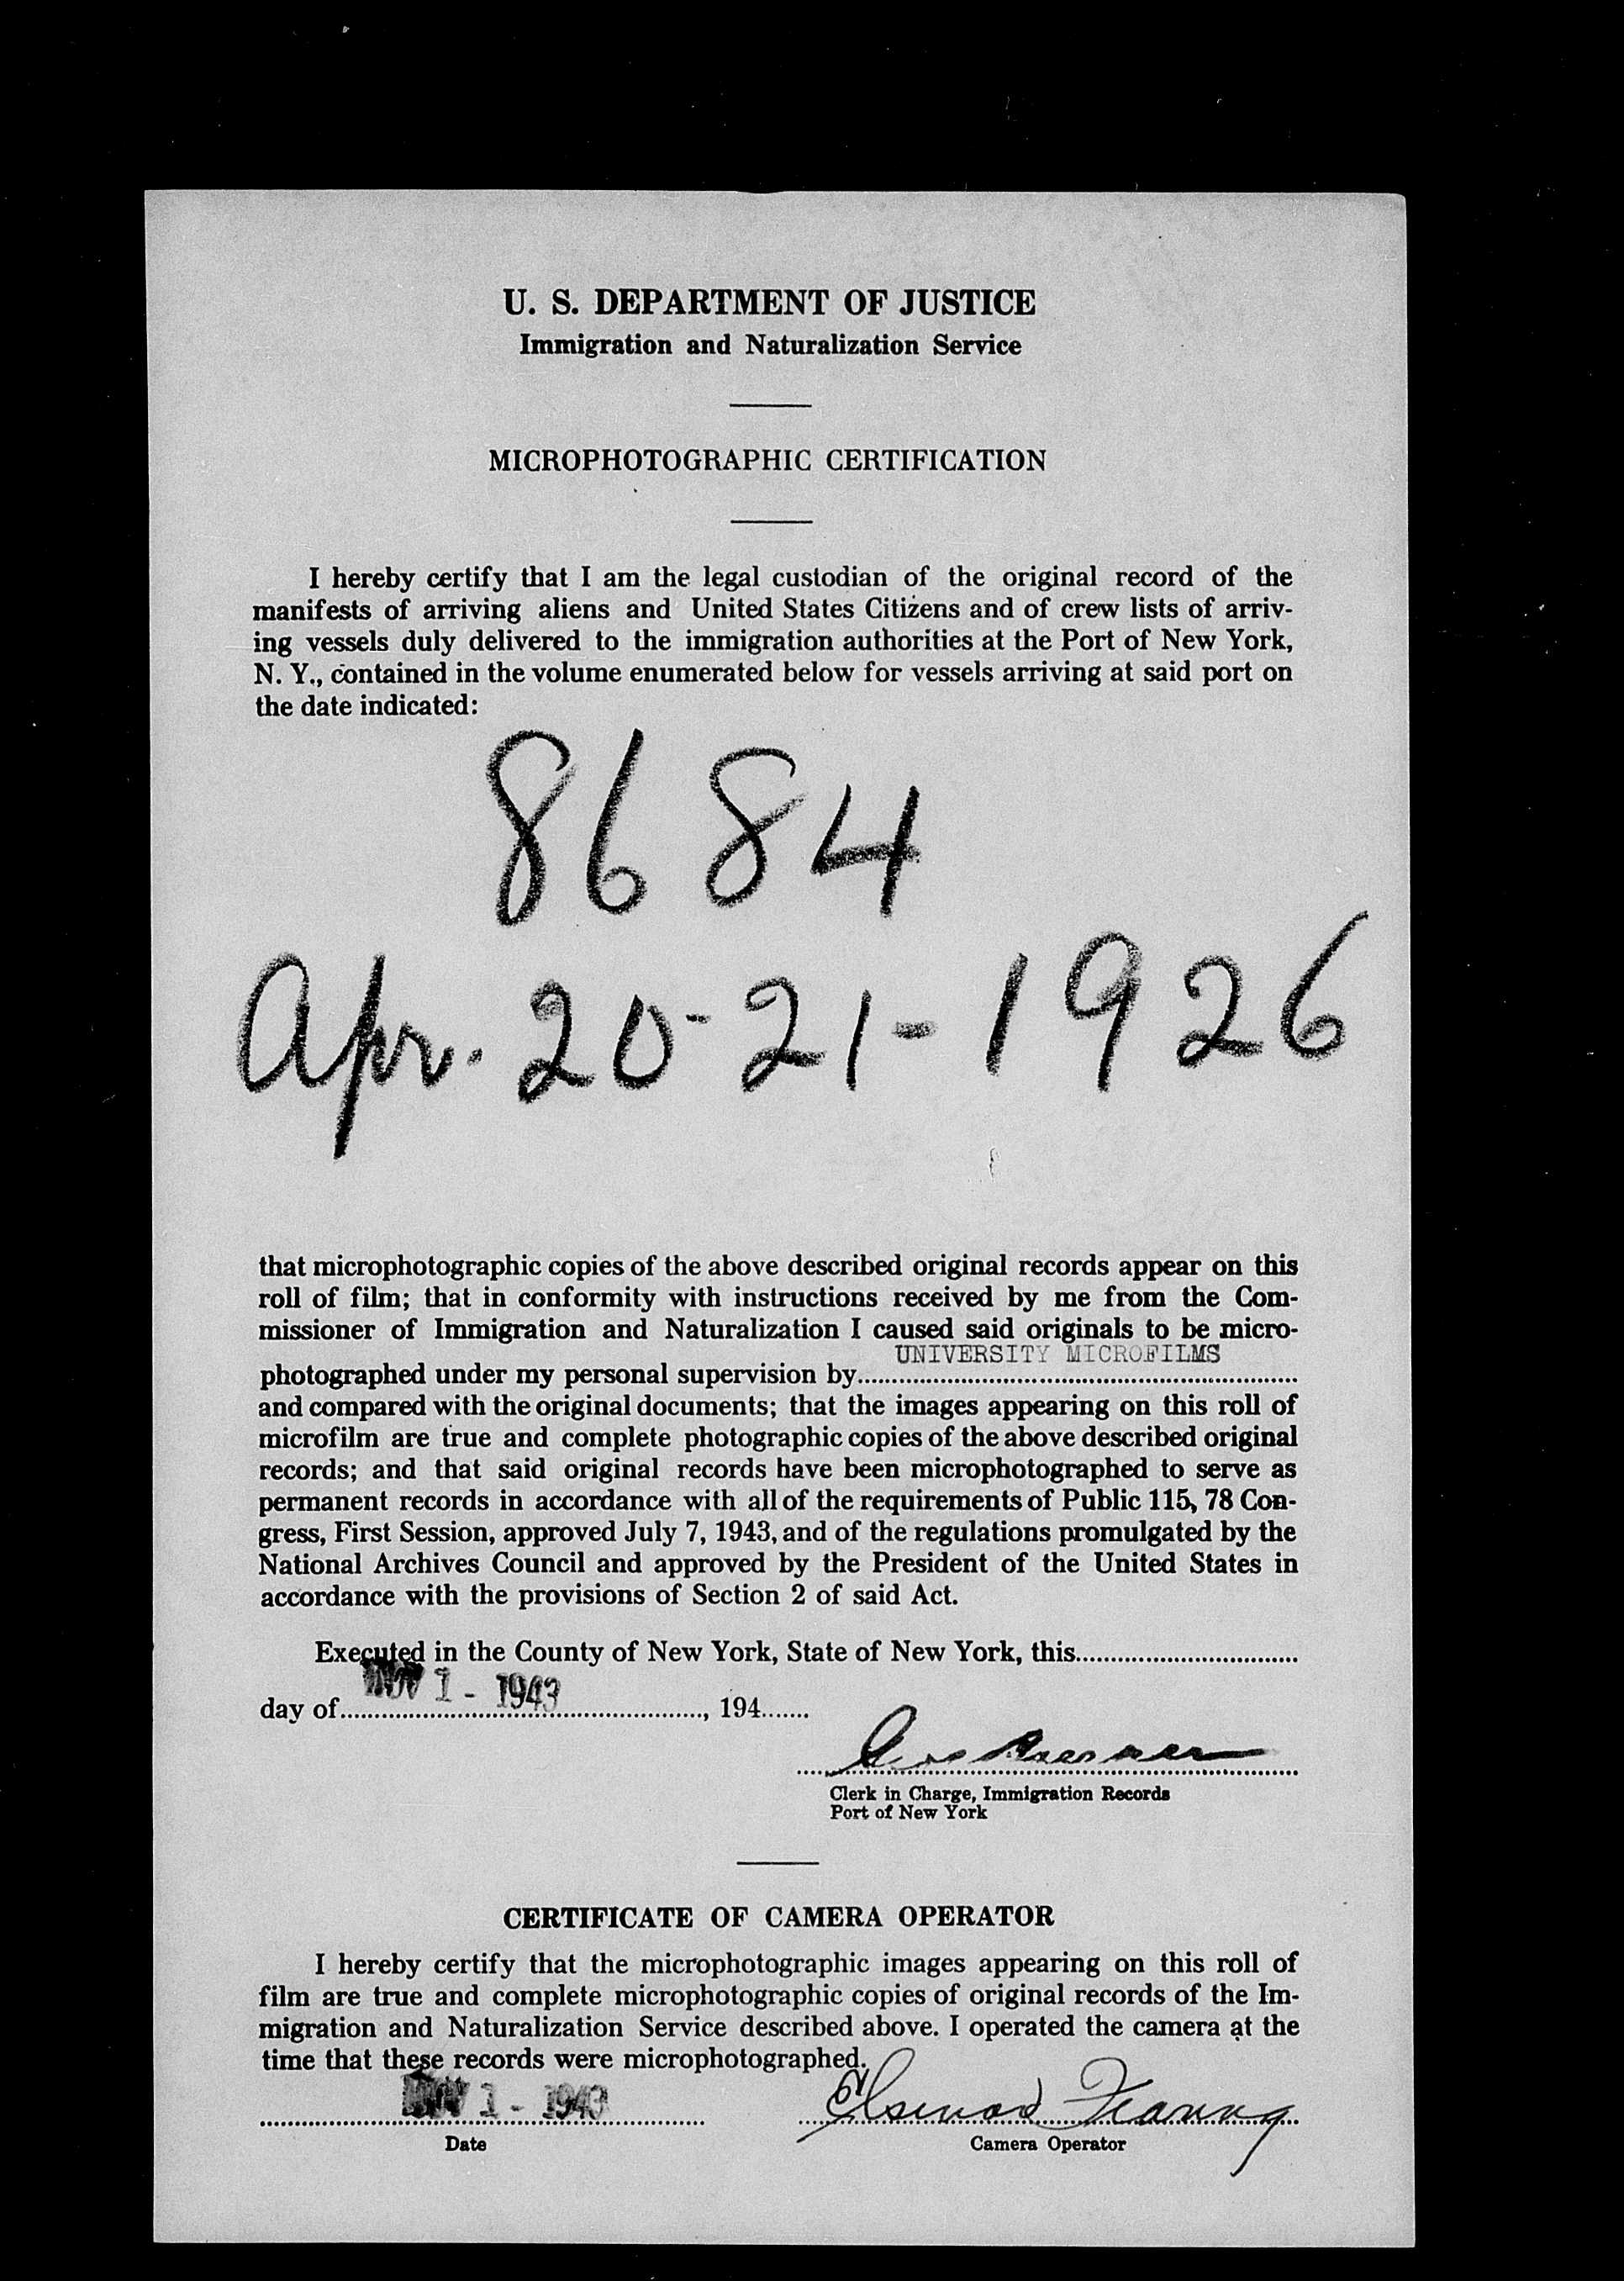 U. S. DEPARTMENT OF JUSTICE
Immigration and Naturalization Service
MICROPHOTOGRAPHIC CERTIFICATION
I hereby certify that I am the legal custodian of the original record of the
manifests of arriving aliens and United States Citizens and of crew lists of arriv-
ing vessels duly delivered to the immigration authorities at the Port of New York,
N. Y., contained in the volume enumerated below for vessels arriving at said port on
the date indicated:
8684
Apr. 20-21-1926
that microphotographic copies of the above described original records appear on this
roll of film; that in conformity with instructions received by me from the Com-
missioner of Immigration and Naturalization I caused said originals to be micro-
UNIVERSITY MICROFILMS
photographed under my personal supervision by
and compared with the original documents; that the images appearing on this roll of
microfilm are true and complete photographic copies of the above described original
records; and that said original records have been microphotographed to serve as
permanent records in accordance with all of the requirements of Public 115, 78 Con-
gress, First Session, approved July 7, 1943, and of the regulations promulgated by the
National Archives Council and approved by the President of the United States in
accordance with the provisions of Section 2 of said Act.
Executed in the County of New York, State of New York, this
NOV 1 - 1943
day of, 194
Clerk in Charge, Immigration Records
Port of New York
CERTIFICATE OF CAMERA OPERATOR
I hereby certify that the microphotographic images appearing on this roll of
film are true and complete microphotographic copies of original records of the Im-
migration and Naturalization Service described above. I operated the camera at the
time that these records were microphotographed.
NOV 1 - 1943
Date
Camera Operator